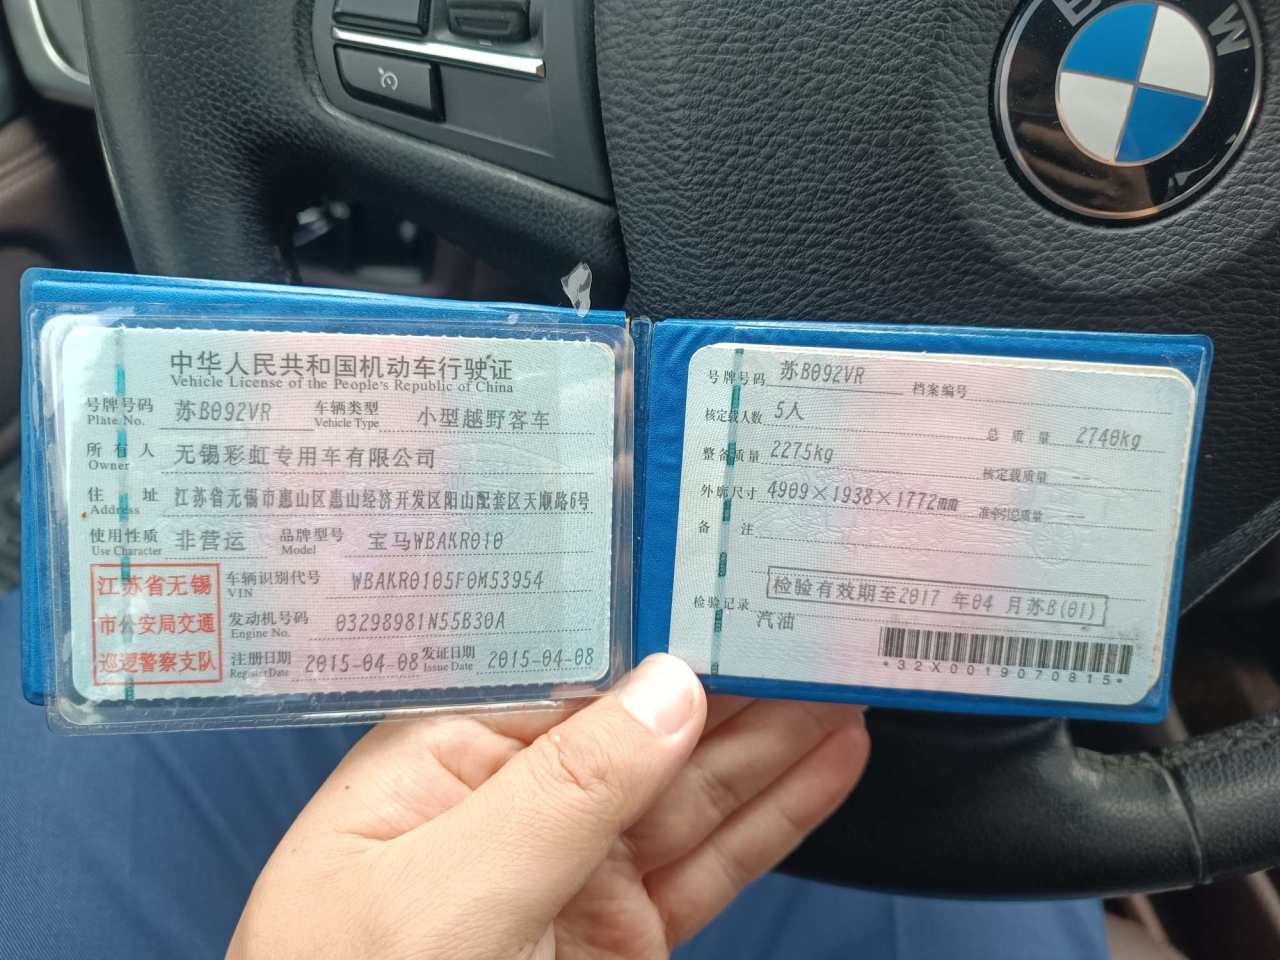 BMW
中华人民共和国机动车行驶证
Vehicle License of the People's Republic of China
号牌号码 苏B092VR 车辆类型 小型越野客车
Plate No. Vehicle Type
所有人 无锡彩虹专用车有限公司
Owner
住址 江苏省无锡市惠山区惠山经济开发区阳山配套区天顺路6号
Address
使用性质 非营运 品牌型号 宝马WBAKR010
Use Character Model
江苏省无锡
市公安局交通
巡逻警察支队
车辆识别代号 WBAKR0105F0M53954
VIN
发动机号码 03298981N55B30A
Engine No.
注册日期 2015-04-08 发证日期 2015-04-08
Register Date Issue Date
号牌号码 苏B092VR 档案编号
核定载人数 5人 总质量 2740kg
整备质量 2275kg 核定载质量 --
外廓尺寸 4909×1938×1772mm 准牵引总质量 --
备注
检验有效期至2017 年04 月苏B(01)
检验记录
汽油
*32X0019070815*